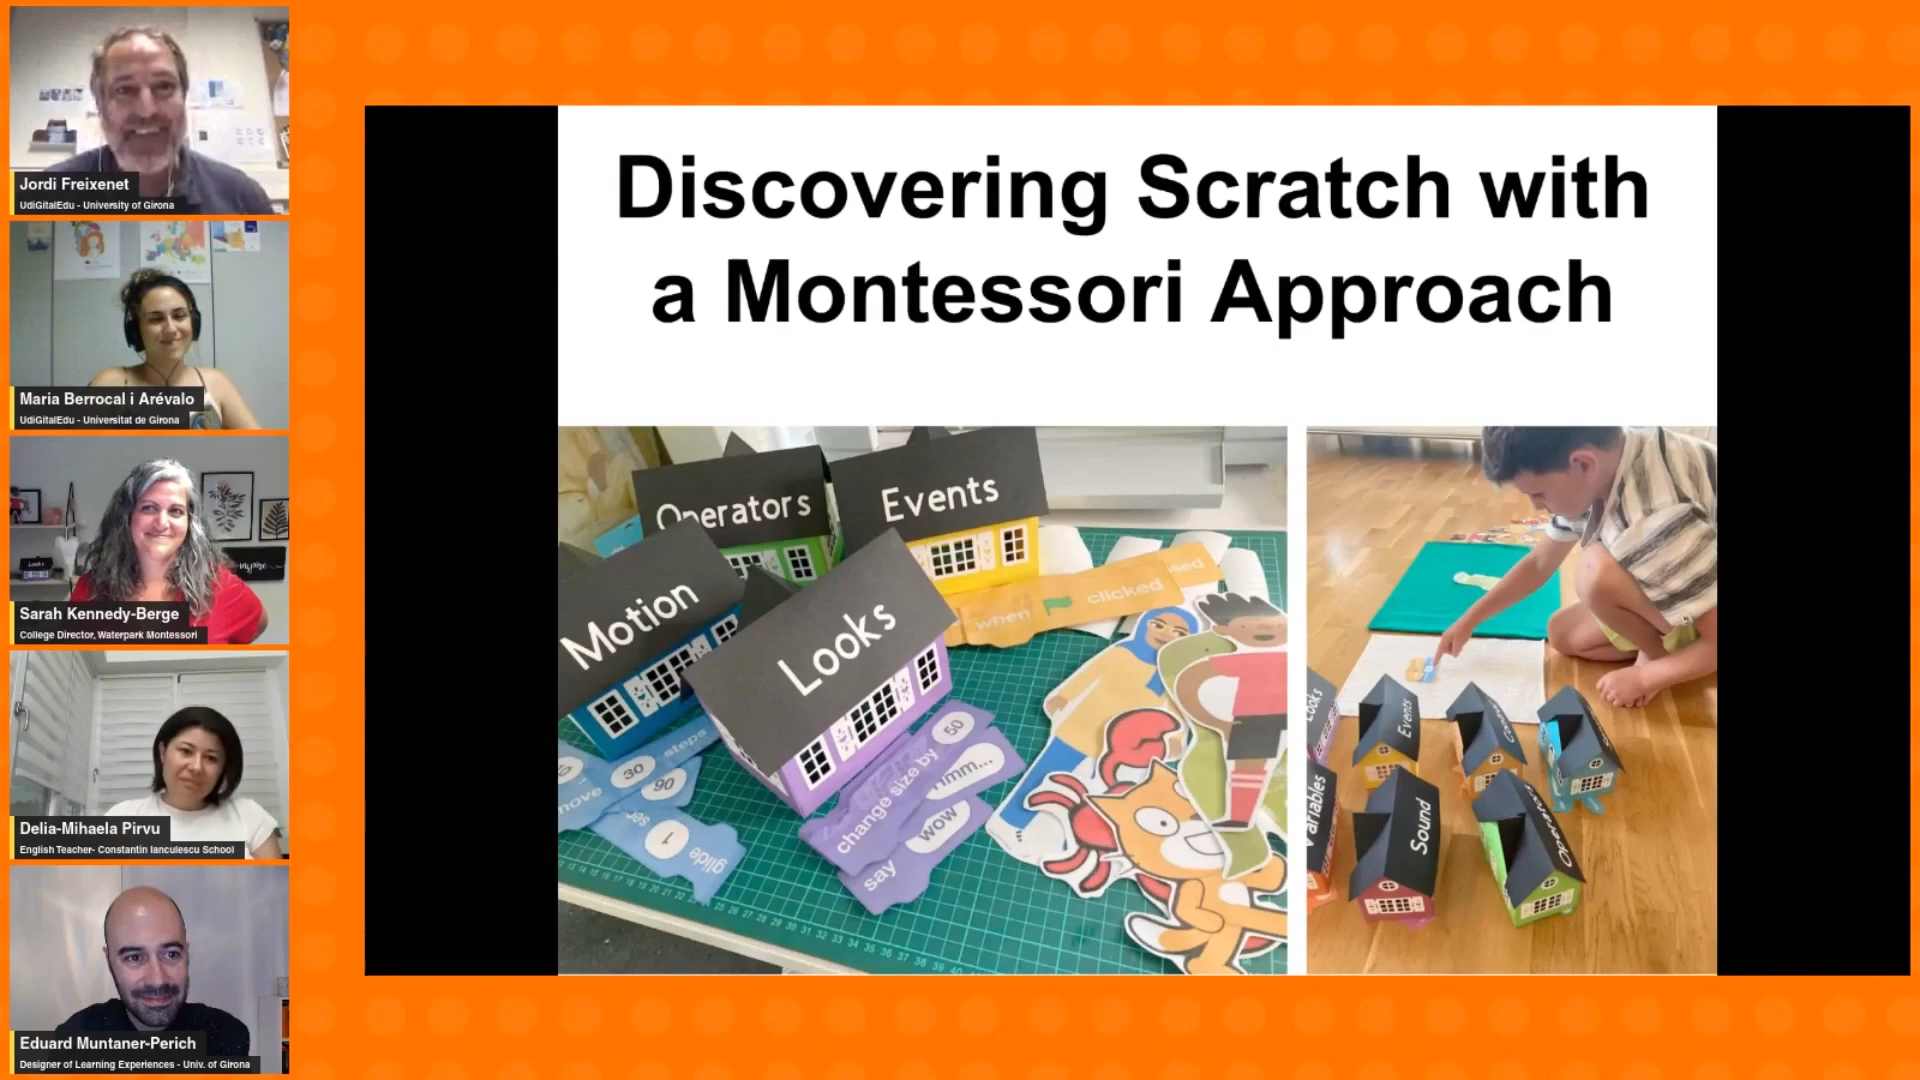 Jordi Freixenet
UdiGitalEdu - University of Girona
Maria Berrocal i Arévalo
UdiGitalEdu - Universitat de Girona
Looks
Sarah Kennedy-Berge
College Director, Waterpark Montessori
Delia-Mihaela Pirvu
English Teacher- Constantin Ianculescu School
Eduard Muntaner-Perich
Designer of Learning Experiences - Univ. of Girona
Discovering Scratch with
a Montessori Approach
Operators
Events
Motion
Looks
when clicked
move 30 steps
90
glide 1 sec
change size by 50
hmm...
say wow
Looks
Events
Variables
Sound
Operators